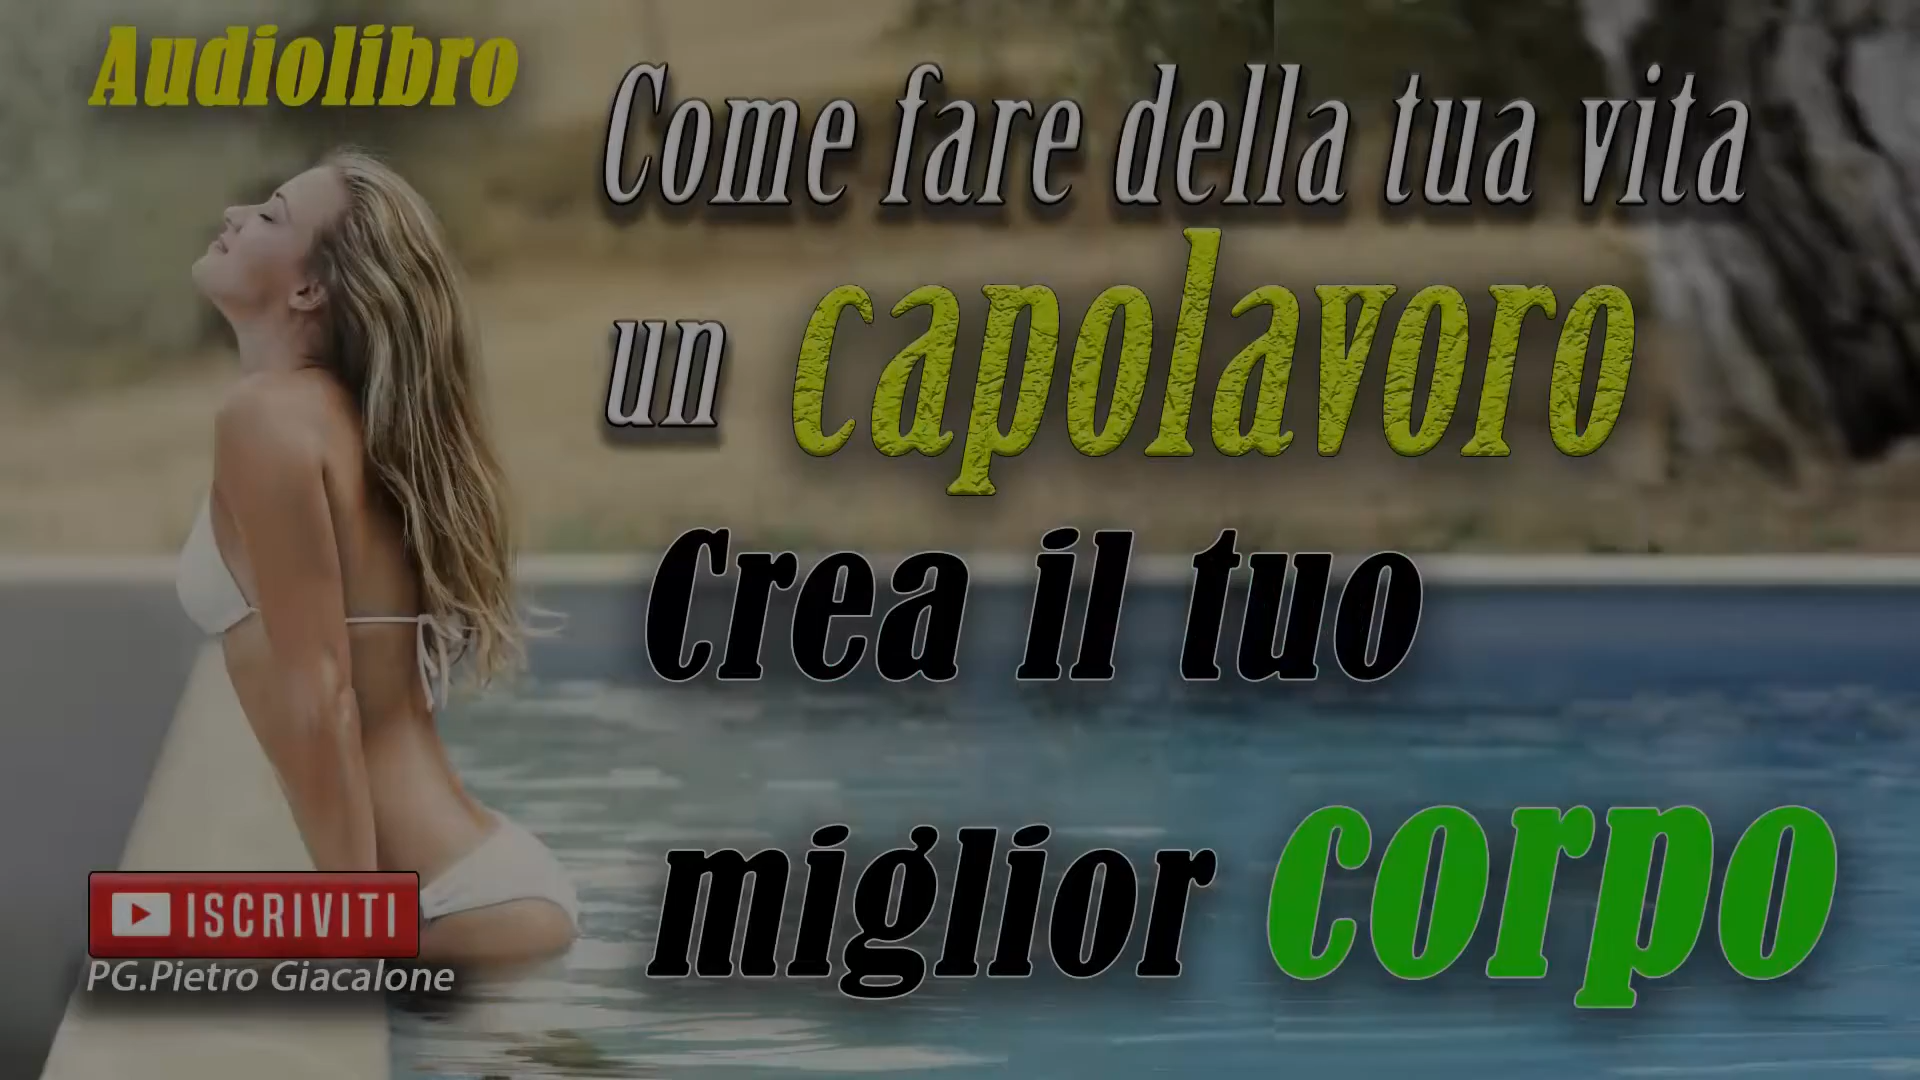 Audiolibro
Come fare della tua vita
un capolavoro
Crea il tuo
miglior corpo
ISCRIVITI
PG.Pietro Giacalone